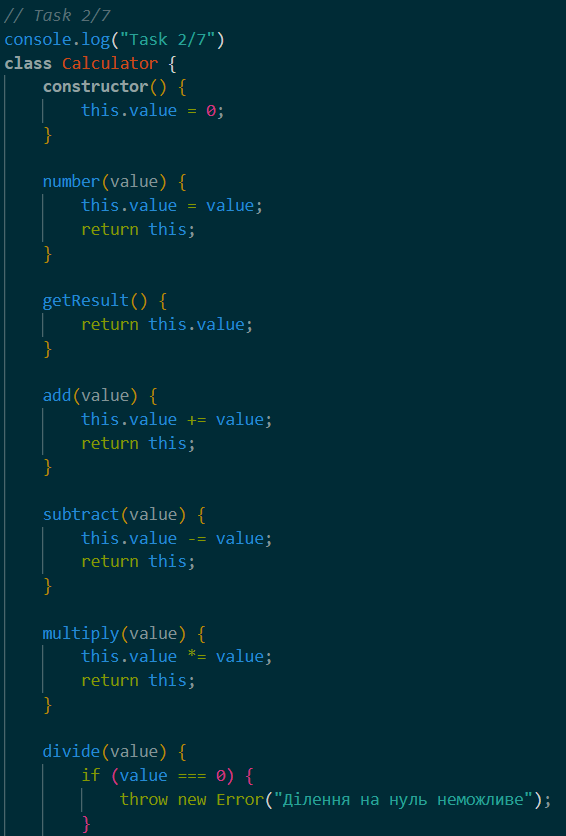 // Task 2/7
console.log("Task 2/7")
class Calculator {
    constructor() {
        this.value = 0;
    }

    number(value) {
        this.value = value;
        return this;
    }

    getResult() {
        return this.value;
    }

    add(value) {
        this.value += value;
        return this;
    }

    subtract(value) {
        this.value -= value;
        return this;
    }

    multiply(value) {
        this.value *= value;
        return this;
    }

    divide(value) {
        if (value === 0) {
            throw new Error("Ділення на нуль неможливе");
        }